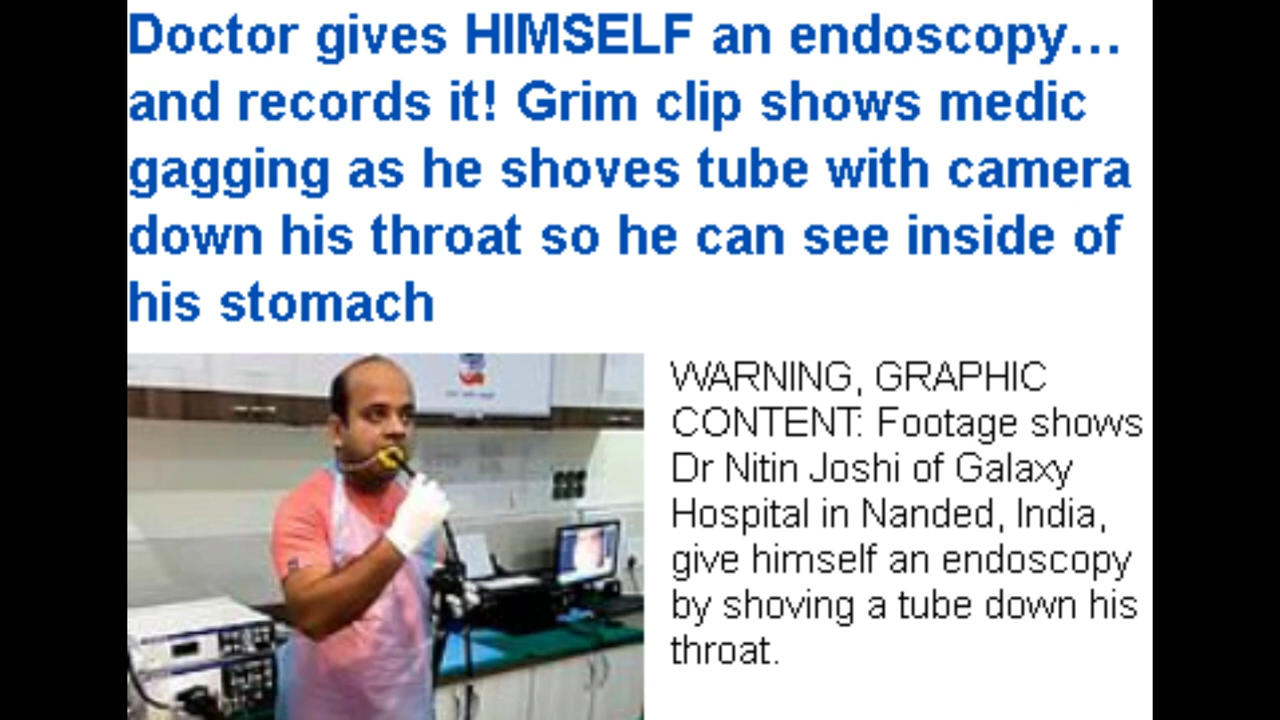 Doctor gives HIMSELF an endoscopy...
and records it! Grim clip shows medic
gagging as he shoves tube with camera
down his throat so he can see inside of
his stomach
WARNING, GRAPHIC
CONTENT: Footage shows
Dr Nitin Joshi of Galaxy
Hospital in Nanded, India,
give himself an endoscopy
by shoving a tube down his
throat.